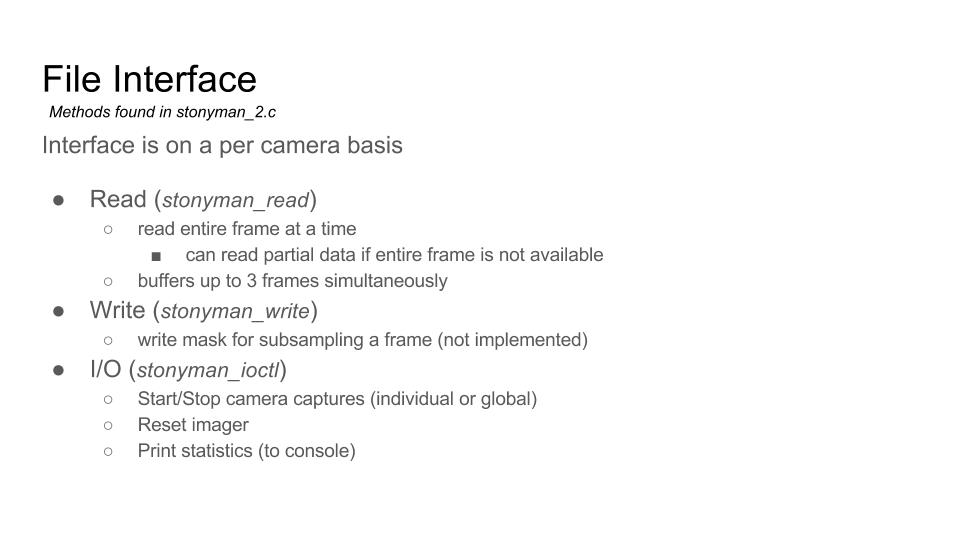 File Interface
Methods found in stonyman_2.c
Interface is on a per camera basis
● Read (stonyman_read)
○ read entire frame at a time
■ can read partial data if entire frame is not available
○ buffers up to 3 frames simultaneously
● Write (stonyman_write)
○ write mask for subsampling a frame (not implemented)
● I/O (stonyman_ioctl)
○ Start/Stop camera captures (individual or global)
○ Reset imager
○ Print statistics (to console)